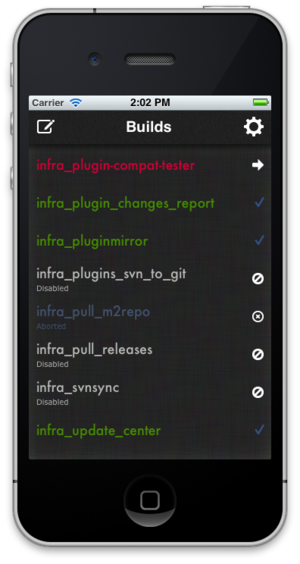 Carrier 2:02 PM
Builds
infra_plugin-compat-tester
infra_plugin_changes_report
infra_pluginmirror
infra_plugins_svn_to_git
Disabled
infra_pull_m2repo
Aborted
infra_pull_releases
Disabled
infra_svnsync
Disabled
infra_update_center